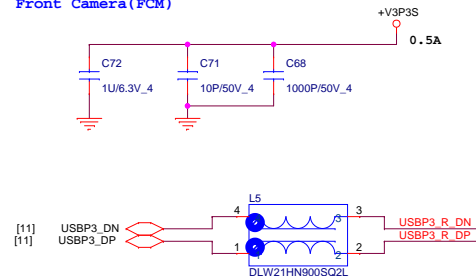 Front Camera(FCM)
+V3P3S
0.5A
C72
C71
C68
1U/6.3V_4
10P/50V_4
1000P/50V_4
L5
4
3
3
[11]
USBP3_DN
USBP3_R_DN
[11]
USBP3_DP
USBP3_R_DP
1
2
2
DLW21HN900SQ2L